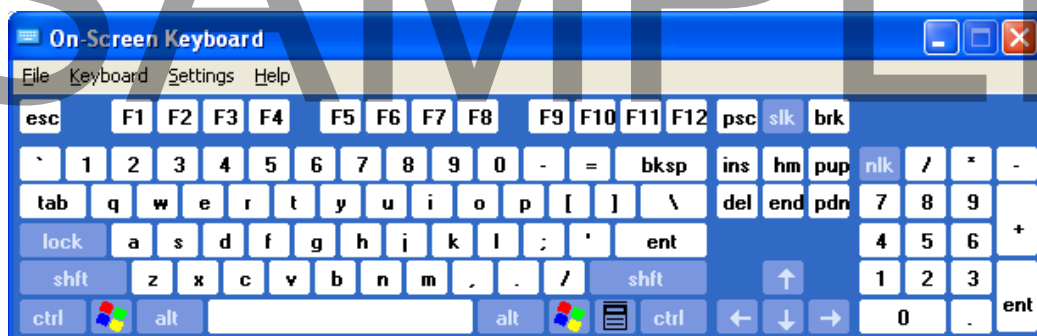 SAMPLE
On-Screen Keyboard
File Keyboard Settings Help
esc F1 F2 F3 F4 F5 F6 F7 F8 F9 F10 F11 F12 psc slk brk
` 1 2 3 4 5 6 7 8 9 0 - = bksp ins hm pup nlk / * -
tab q w e r t y u i o p [ ] \ del end pdn 7 8 9 +
lock a s d f g h j k l ; ' ent 4 5 6
shft z x c v b n m , . / shft ↑ 1 2 3 ent
ctrl alt alt ctrl ← ↓ → 0 .